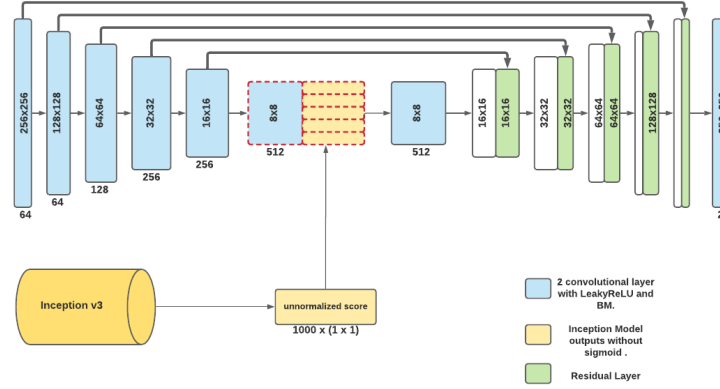 256x256
128x128
64x64
32x32
16x16
8x8
8x8
16x16
16x16
32x32
32x32
64x64
64x64
128x128
64
64
128
256
256
512
512
Inception v3
unnormalized score
1000 x (1 x 1)
2 convolutional layer
with LeakyReLU and
BM.
Inception Model
outputs without
sigmoid .
Residual Layer